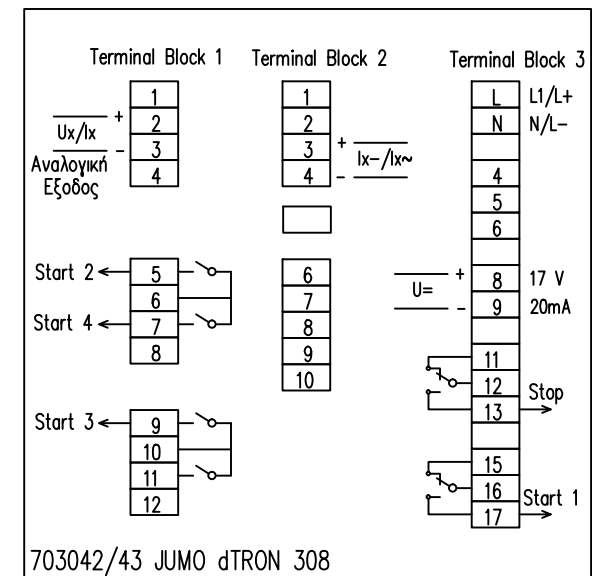 Terminal Block 1
Terminal Block 2
Terminal Block 3
1
2
3
4
Ux/Ix
+
-
Αναλογική
Εξοδος
5
6
7
8
Start 2
Start 4
9
10
11
12
Start 3
1
2
3
4
+
-
Ix-/Ix~
6
7
8
9
10
L L1/L+
N N/L-
4
5
6
8 17 V
9 20mA
U=
+
-
11
12
13
Stop
15
16
17
Start 1
703042/43 JUMO dTRON 308